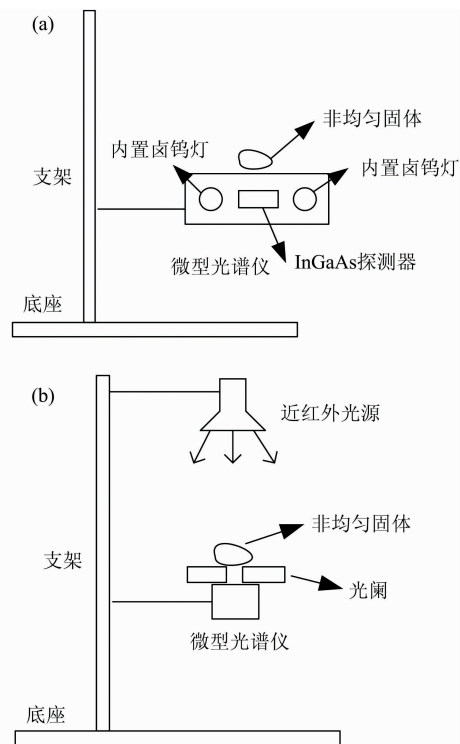 (a)
非均匀固体
内置卤钨灯
内置卤钨灯
支架
微型光谱仪
InGaAs探测器
底座
(b)
近红外光源
非均匀固体
支架
光阑
微型光谱仪
底座